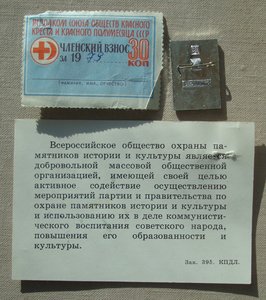 ИСПОЛКОМ СОЮЗА ОБЩЕСТВ КРАСНОГО
КРЕСТА И КРАСНОГО ПОЛУМЕСЯЦА СССР
ЧЛЕНСКИЙ ВЗНОС
за 19
30
КОП
Всероссийское общество охраны па-
мятников истории и культуры является
добровольной массовой общественной
организацией, имеющей своей целью
активное содействие осуществлению
мероприятий партии и правительства по
охране памятников истории и культуры
и использованию их в деле коммунисти-
ческого воспитания советского народа,
повышения его образованности и
культуры.
Зак. 395. КПДЛ.